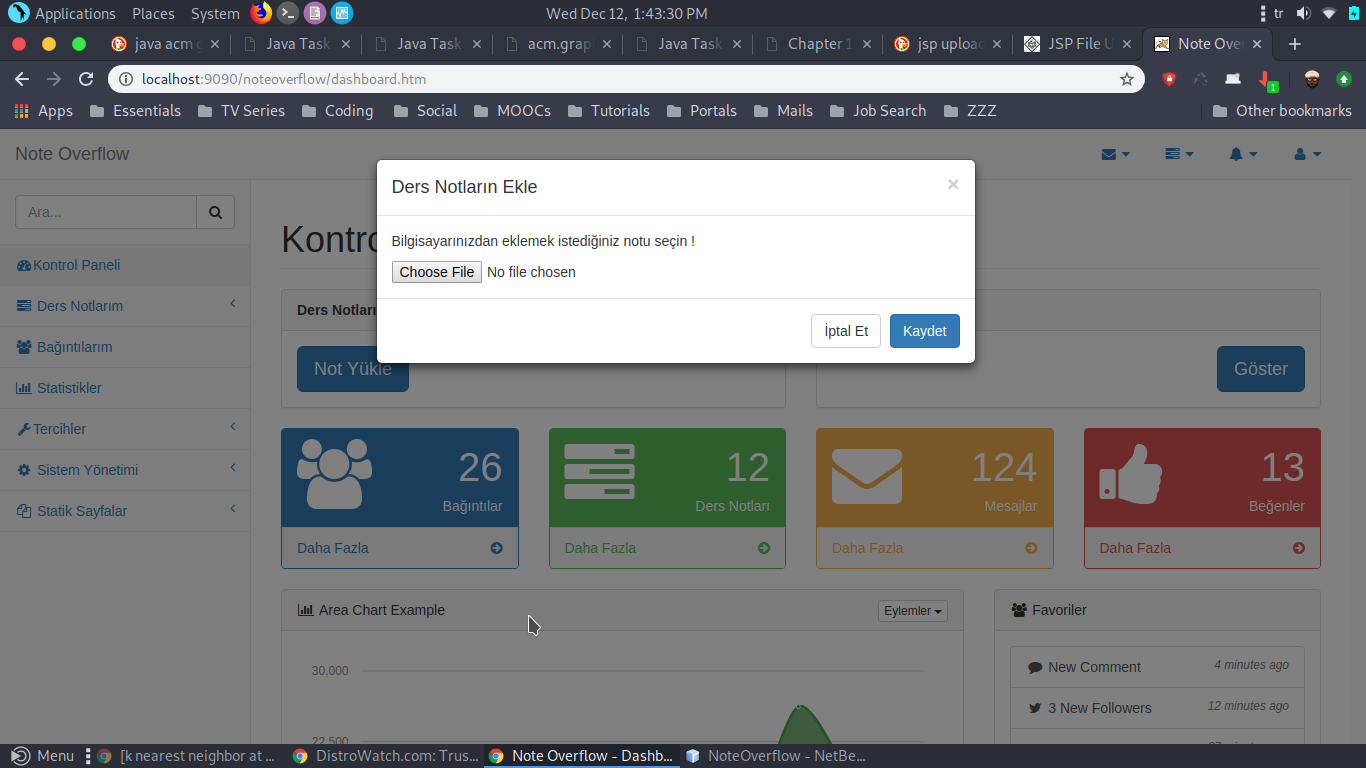 Applications Places System Wed Dec 12, 1:43:30 PM tr
java acm g Java Task Java Task acm.grap Java Task Chapter 1 jsp uploac JSP File U Note Over
localhost:9090/noteoverflow/dashboard.htm
1
Apps Essentials TV Series Coding Social MOOCs Tutorials Portals Mails Job Search ZZZ Other bookmarks
Note Overflow
Ders Notların Ekle ×
Ara...
Bilgisayarınızdan eklemek istediğiniz notu seçin !
Kontro
Kontrol Paneli
Choose File No file chosen
Ders Notlarım
Ders Notları
İptal Et Kaydet
Bağıntılarım
Not Yükle Göster
Statistikler
Tercihler
Sistem Yönetimi
Statik Sayfalar
26 12 124 13
Bağıntılar Ders Notları Mesajlar Beğenler
Daha Fazla Daha Fazla Daha Fazla Daha Fazla
Area Chart Example Eylemler Favoriler
30,000
New Comment 4 minutes ago
3 New Followers 12 minutes ago
22,500
Menu [k nearest neighbor at ... DistroWatch.com: Trus... Note Overflow - Dashb... NoteOverflow - NetBe...